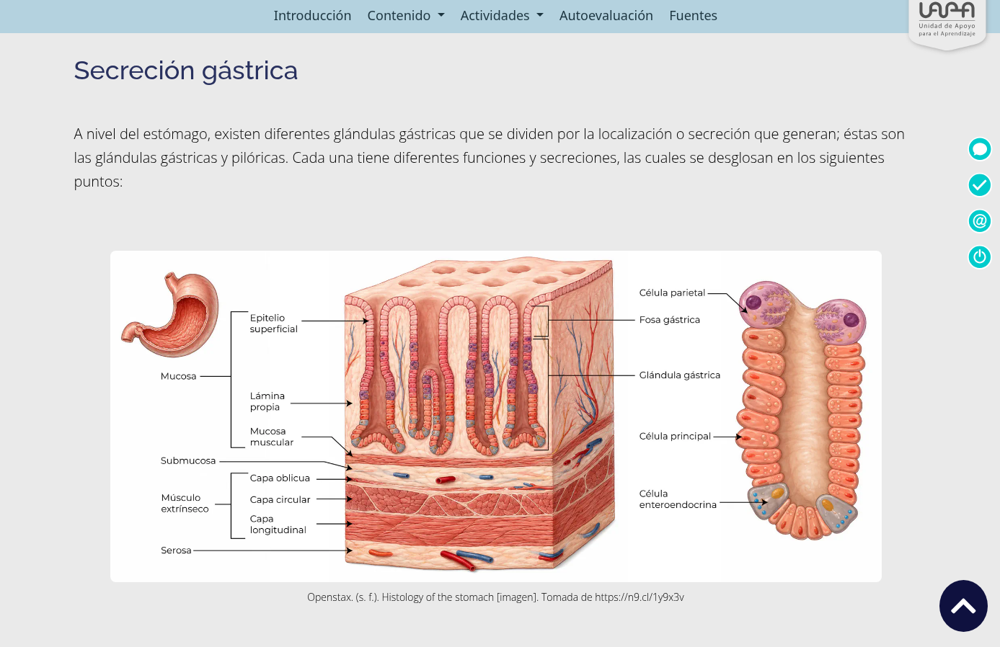 Introducción
Contenido
Actividades
Autoevaluación
Fuentes
Unidad de Apoyo
para el Aprendizaje
Secreción gástrica
A nivel del estómago, existen diferentes glándulas gástricas que se dividen por la localización o secreción que generan; éstas son
las glándulas gástricas y pilóricas. Cada una tiene diferentes funciones y secreciones, las cuales se desglosan en los siguientes
puntos:
Mucosa
Epitelio
superficial
Lámina
propia
Mucosa
muscular
Submucosa
Músculo
extrínseco
Capa oblicua
Capa circular
Capa
longitudinal
Serosa
Célula parietal
Fosa gástrica
Glándula gástrica
Célula principal
Célula
enteroendocrina
Openstax. (s. f.). Histology of the stomach [imagen]. Tomada de https://n9.cl/1y9x3v